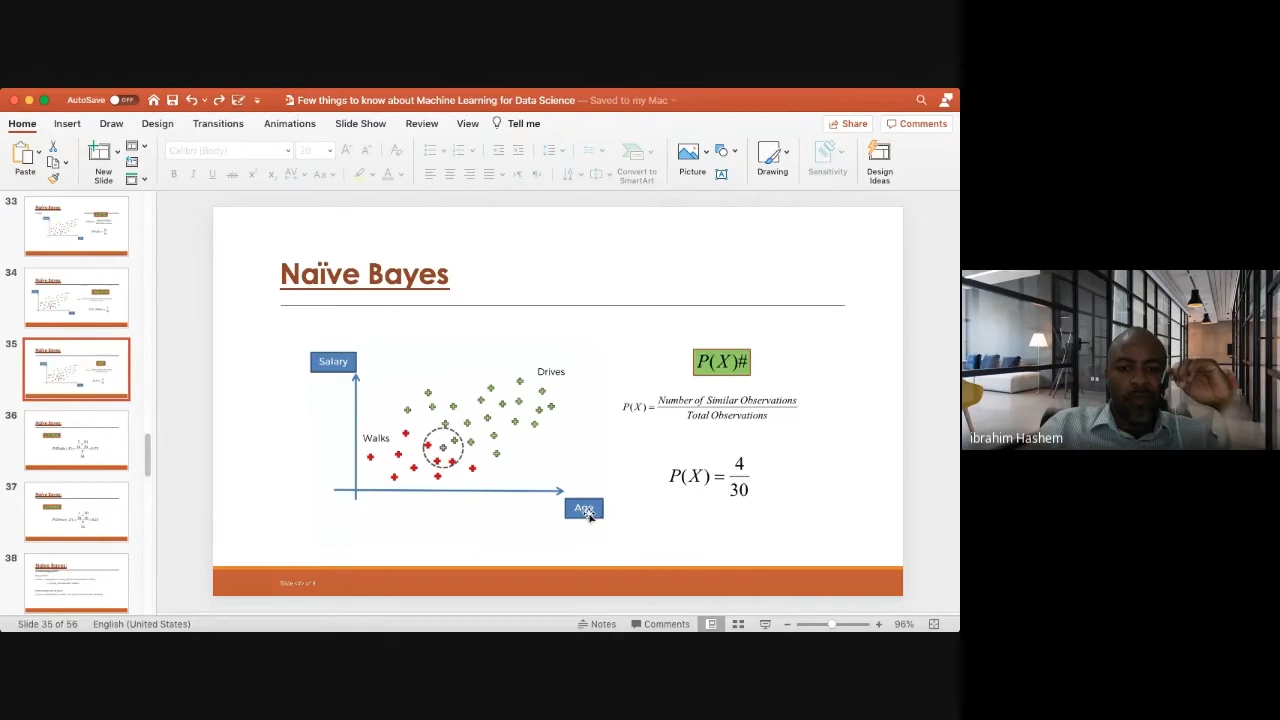 AutoSave OFF
Few things to know about Machine Learning for Data Science — Saved to my Mac
Home Insert Draw Design Transitions Animations Slide Show Review View Tell me
Share Comments
Paste
New
Slide
Calibri (Body) 20
Convert to
SmartArt
Picture
Drawing
Sensitivity
Design
Ideas
33
34
35
36
37
38
Naïve Bayes
Salary
Drives
Walks
Age
P(X)#
P(X) = Number of Similar Observations
Total Observations
P(X) = 4
30
ibrahim Hashem
Slide 35 of 56 English (United States) Notes Comments 96%